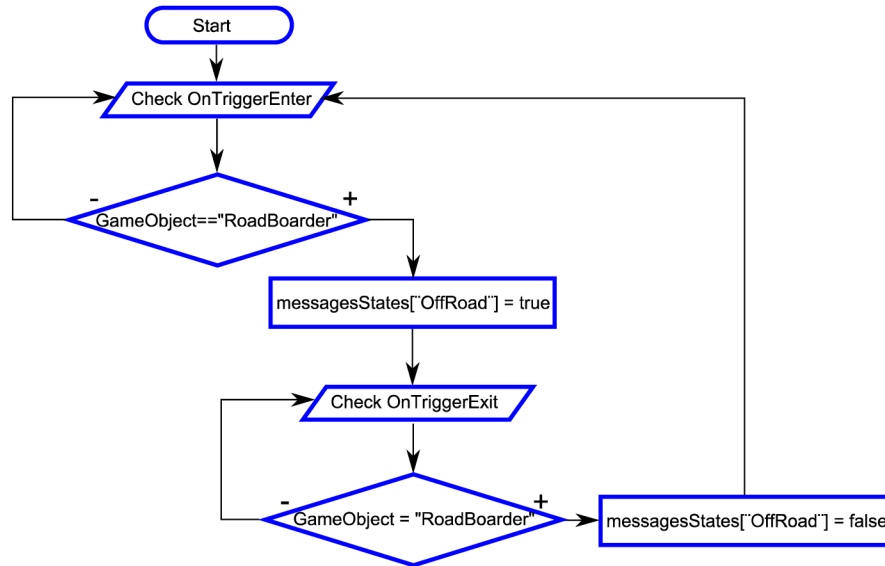 Start
Check OnTriggerEnter
-
+
GameObject=="RoadBoarder"
messagesStates["OffRoad"] = true
Check OnTriggerExit
-
+
GameObject = "RoadBoarder"
messagesStates["OffRoad"] = false